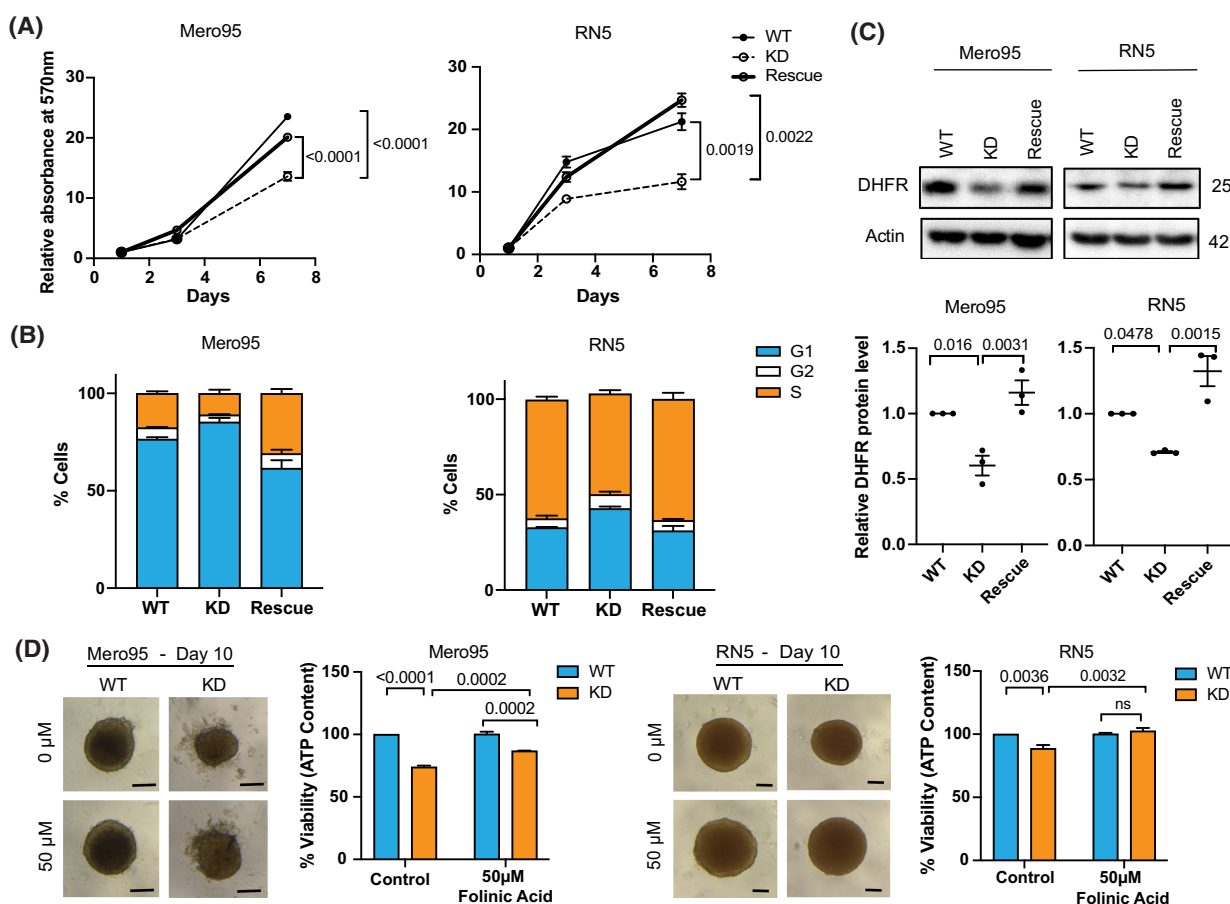 (A)
Mero95
Relative absorbance at 570nm
30
20
10
0
0 2 4 6 8
Days
<0.0001
<0.0001
RN5
30
20
10
0
0 2 4 6 8
Days
0.0019
0.0022
WT
KD
Rescue
(B)
Mero95
% Cells
100
50
0
WT KD Rescue
RN5
% Cells
100
50
0
WT KD Rescue
G1
G2
S
(C)
Mero95 RN5
WT KD Rescue WT KD Rescue
DHFR 25
Actin 42
Mero95
Relative DHFR protein level
1.5
1.0
0.5
0.0
0.016 0.0031
WT KD Rescue
RN5
1.5
1.0
0.5
0.0
0.0478 0.0015
WT KD Rescue
(D)
Mero95 - Day 10
WT KD
0 μM
50 μM
Mero95
% Viability (ATP Content)
150
100
50
0
<0.0001 0.0002
0.0002
Control 50μM
Folinic Acid
WT
KD
RN5 - Day 10
WT KD
0 μM
50 μM
RN5
% Viability (ATP Content)
150
100
50
0
0.0036 0.0032
ns
Control 50μM
Folinic Acid
WT
KD